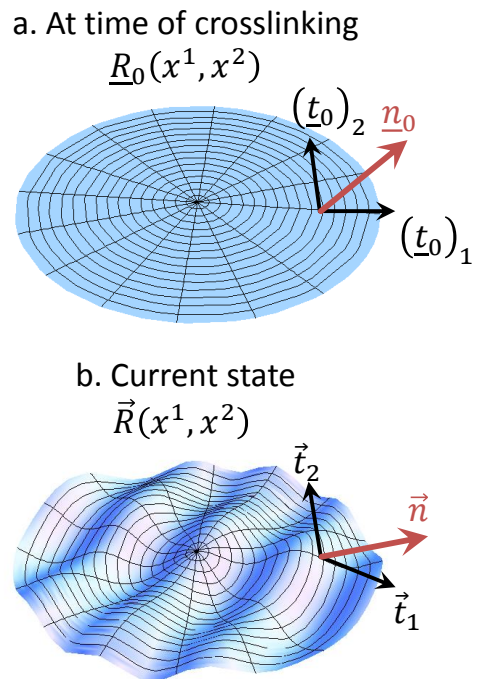 a. At time of crosslinking
R̲₀(x¹, x²)
(t̲₀)₂
n̲₀
(t̲₀)₁
b. Current state
R⃗(x¹, x²)
t⃗₂
n⃗
t⃗₁